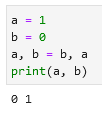 a = 1
b = 0
a, b = b, a
print(a, b)
0 1